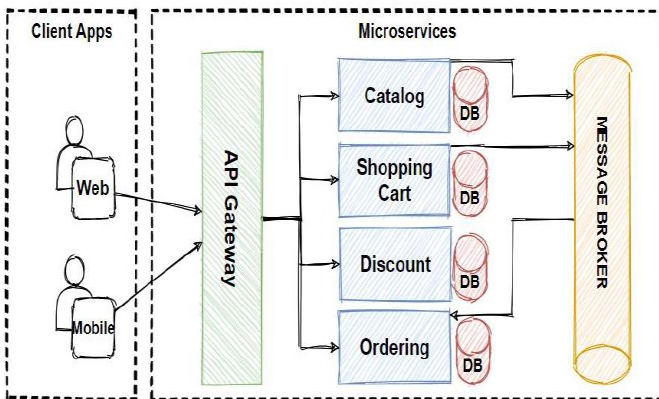 Client Apps
Microservices
Web
Mobile
API Gateway
Catalog
DB
Shopping
Cart
DB
Discount
DB
Ordering
DB
MESSAGE BROKER